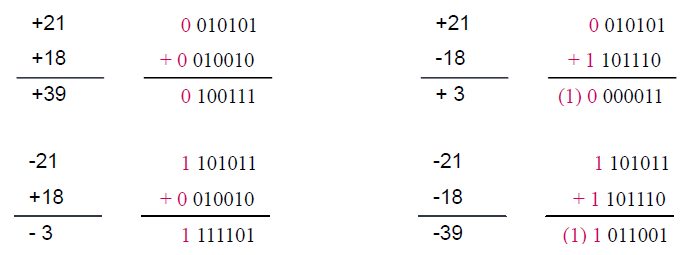 +21 0 010101
+18 + 0 010010
+39 0 100111
+21 0 010101
-18 + 1 101110
+ 3 (1) 0 000011
-21 1 101011
+18 + 0 010010
- 3 1 111101
-21 1 101011
-18 + 1 101110
-39 (1) 1 011001